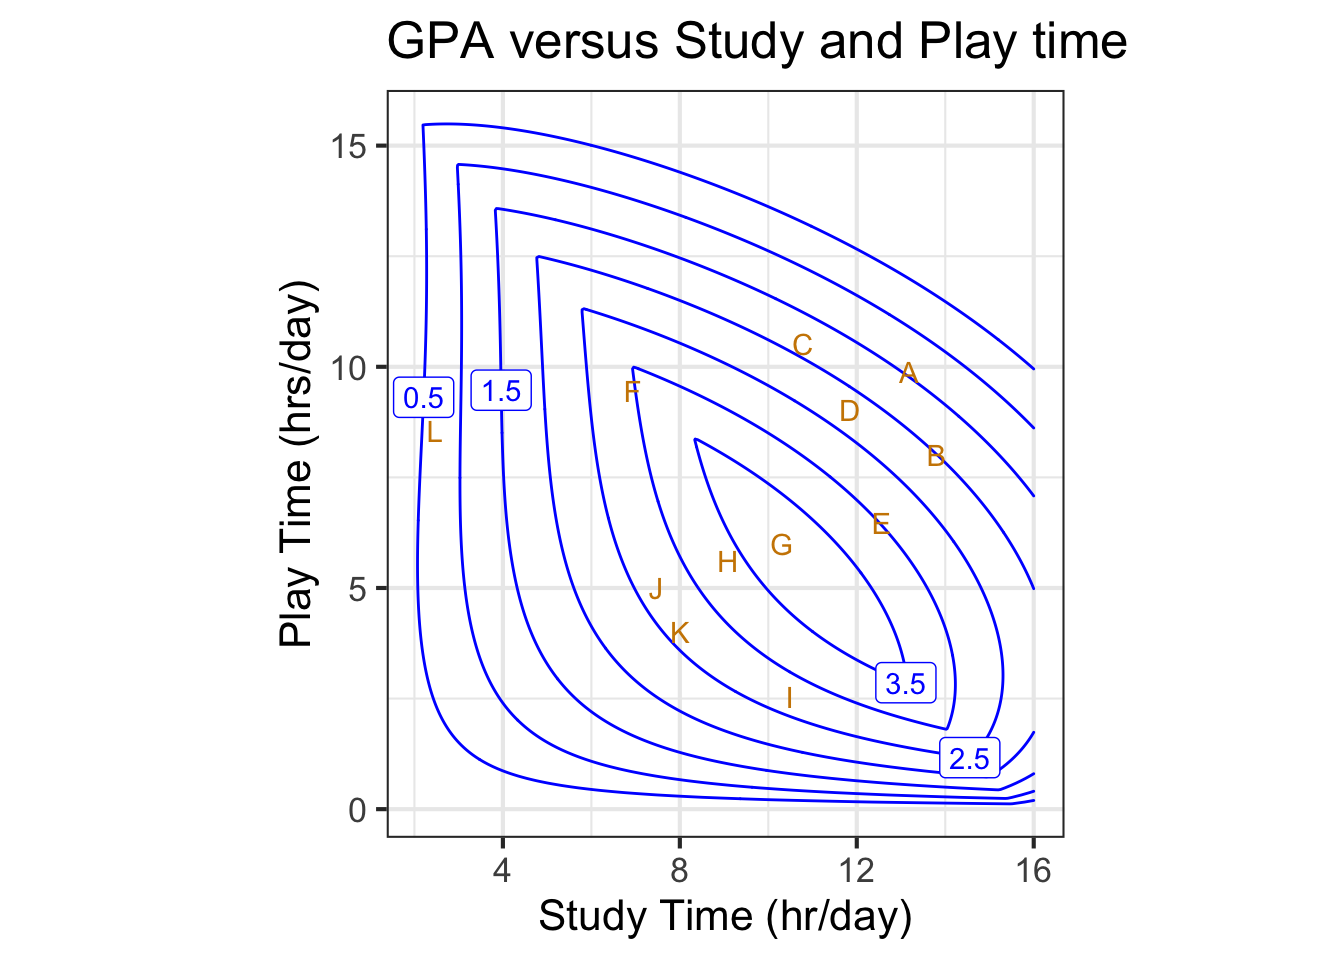 GPA versus Study and Play time
15
C
A
10
F
0.5
1.5
D
L
B
E
G
H
5
J
K
3.5
I
2.5
0
4 8 12 16
Study Time (hr/day)
Play Time (hrs/day)